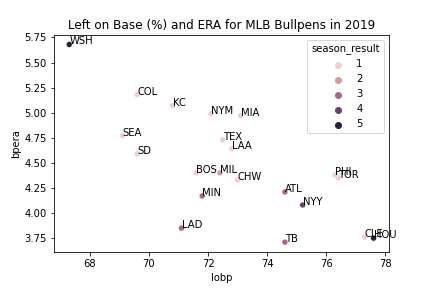 Left on Base (%) and ERA for MLB Bullpens in 2019
5.75
5.50
5.25
5.00
4.75
4.50
4.25
4.00
3.75
bpera
68
70
72
74
76
78
lobp
season_result
1
2
3
4
5
WSH
COL
KC
NYM
MIA
SEA
TEX
SD
LAA
BOS
MIL
CHW
PHI
TOR
MIN
ATL
NYY
LAD
TB
CLE
HOU